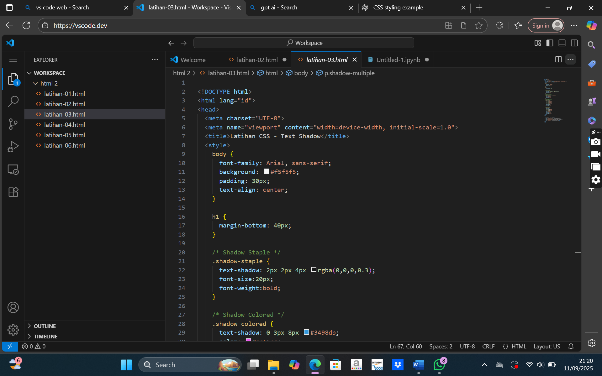 vs code web - Search
latihan-03.html - Workspace - Vi
got ai - Search
CSS styling example
https://vscode.dev
Sign in
Workspace
EXPLORER
Welcome
latihan-02.html
latihan-03.html
Untitled-1.ipynb
html 2 > latihan-03.html > html > body > p.shadow-multiple
WORKSPACE
html 2
latihan-01.html
latihan-02.html
latihan-03.html
latihan-04.html
latihan-05.html
latihan-06.html
OUTLINE
TIMELINE
1
2 <!DOCTYPE html>
3 <html lang="id">
4 <head>
5 <meta charset="UTF-8">
6 <meta name="viewport" content="width=device-width, initial-scale=1.0">
7 <title>Latihan CSS - Text Shadow</title>
8 <style>
9 body {
10 font-family: Arial, sans-serif;
11 background: #f5f6f5;
12 padding: 30px;
13 text-align: center;
14 }
15
16 h1 {
17 margin-bottom: 40px;
18 }
19
20 /* Shadow Staple */
21 .shadow-staple {
22 text-shadow: 2px 2px 4px rgba(0,0,0,0.3);
23 font-size:20px;
24 font-weight:bold;
25 }
26
27 /* Shadow Colored */
28 .shadow colored {
29 text-shadow: 0 3px 8px #3498db;
0 0
Ln 67, Col 60
Spaces: 2
UTF-8
CRLF
HTML
Layout: US
Search
21:20
11/09/2025